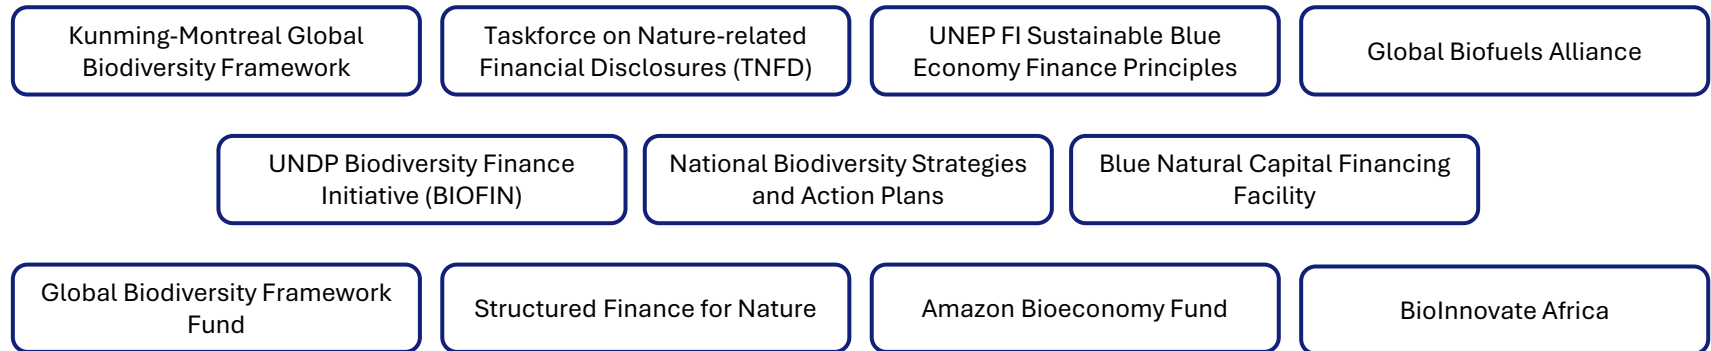 Kunming-Montreal Global
Biodiversity Framework
Taskforce on Nature-related
Financial Disclosures (TNFD)
UNEP FI Sustainable Blue
Economy Finance Principles
Global Biofuels Alliance
UNDP Biodiversity Finance
Initiative (BIOFIN)
National Biodiversity Strategies
and Action Plans
Blue Natural Capital Financing
Facility
Global Biodiversity Framework
Fund
Structured Finance for Nature
Amazon Bioeconomy Fund
BioInnovate Africa